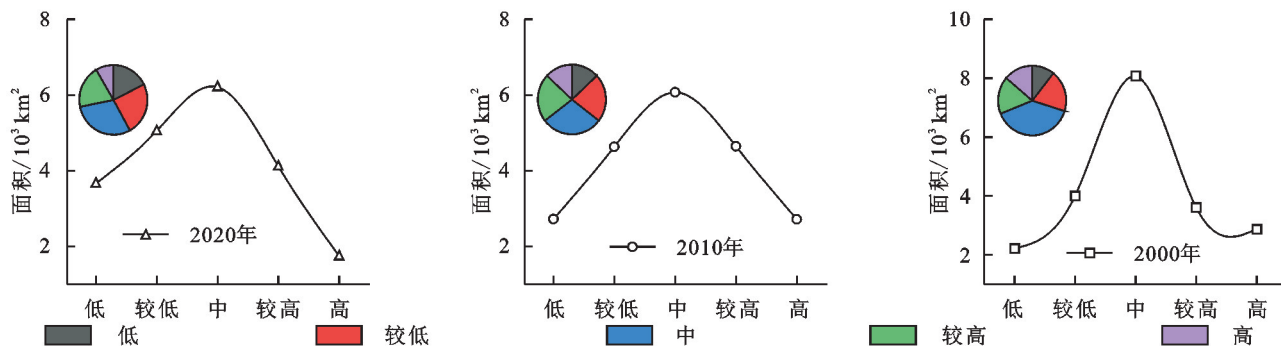 面积/10³ km²
8
6
4
2
2020年
低 较低 中 较高 高
面积/10³ km²
8
6
4
2
2010年
低 较低 中 较高 高
面积/10³ km²
10
8
6
4
2
2000年
低 较低 中 较高 高
低 较低 中 较高 高